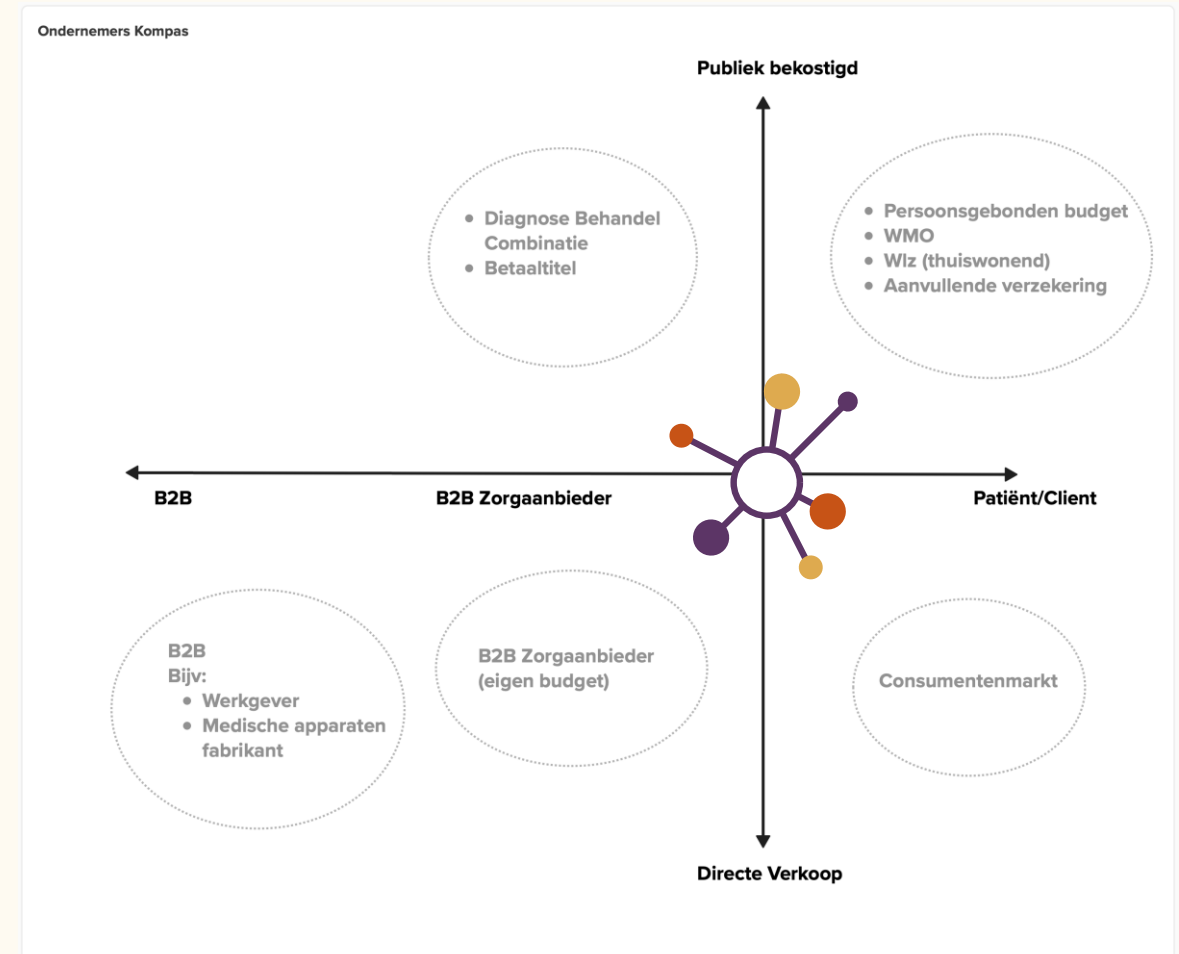 Ondernemers Kompas
Publiek bekostigd
• Diagnose Behandel
Combinatie
• Betaaltitel
• Persoonsgebonden budget
• WMO
• Wlz (thuiswonend)
• Aanvullende verzekering
B2B
B2B Zorgaanbieder
Patiënt/Client
B2B
Bijv:
• Werkgever
• Medische apparaten
fabrikant
B2B Zorgaanbieder
(eigen budget)
Consumentenmarkt
Directe Verkoop